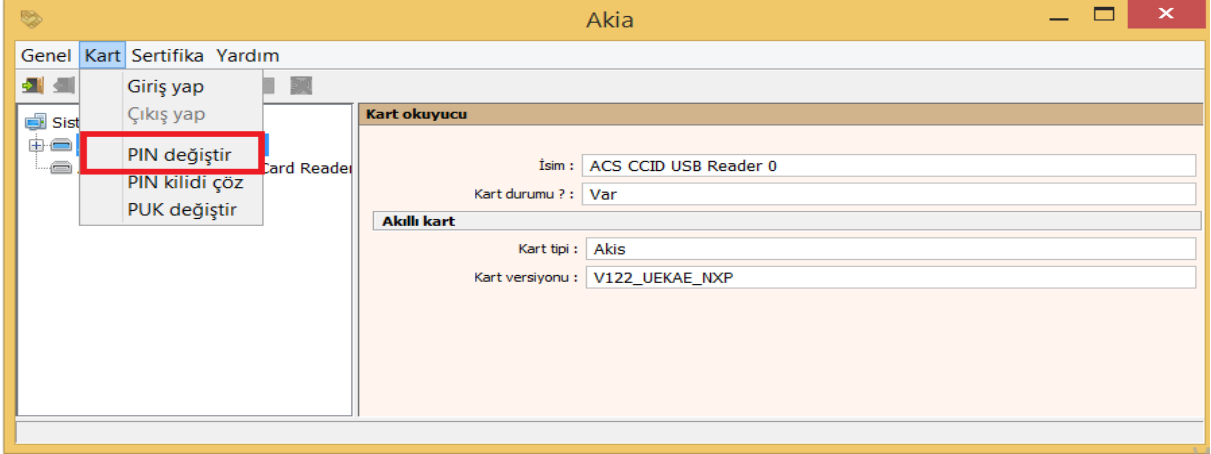 Akia
Genel Kart Sertifika Yardım
Giriş yap
Çıkış yap
PIN değiştir
PIN kilidi çöz
PUK değiştir
Card Reader
Kart okuyucu
İsim : ACS CCID USB Reader 0
Kart durumu ? : Var
Akıllı kart
Kart tipi : Akis
Kart versiyonu : V122_UEKAE_NXP